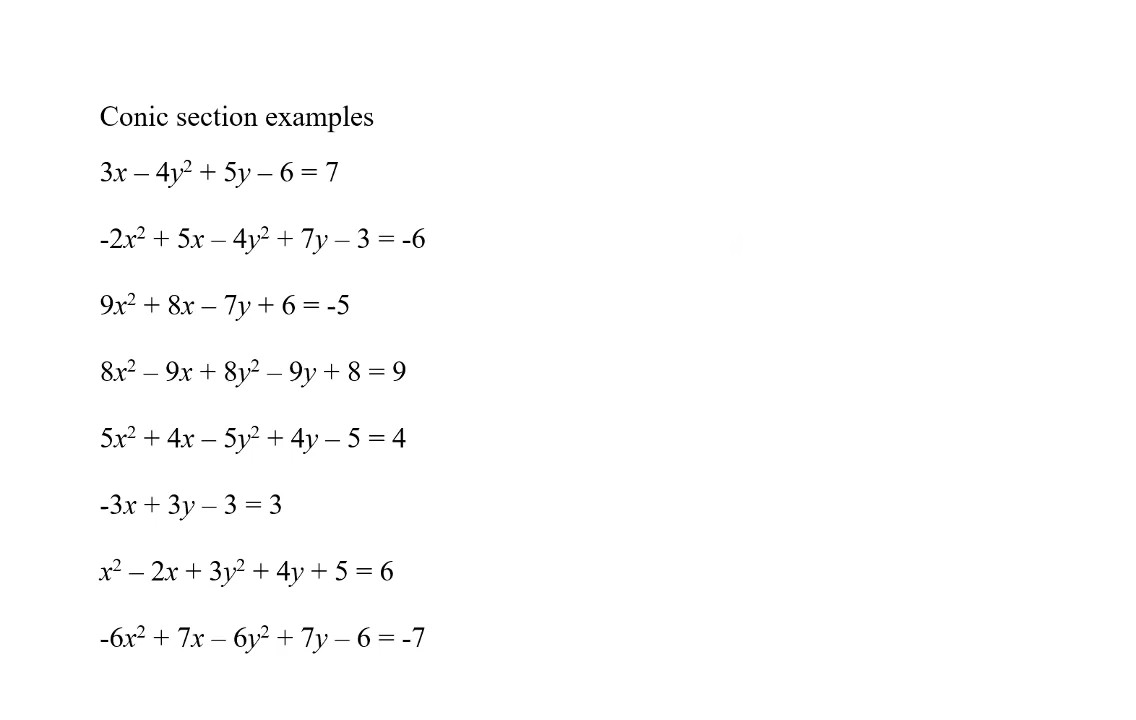 Conic section examples
3x – 4y² + 5y – 6 = 7
-2x² + 5x – 4y² + 7y – 3 = -6
9x² + 8x – 7y + 6 = -5
8x² – 9x + 8y² – 9y + 8 = 9
5x² + 4x – 5y² + 4y – 5 = 4
-3x + 3y – 3 = 3
x² – 2x + 3y² + 4y + 5 = 6
-6x² + 7x – 6y² + 7y – 6 = -7